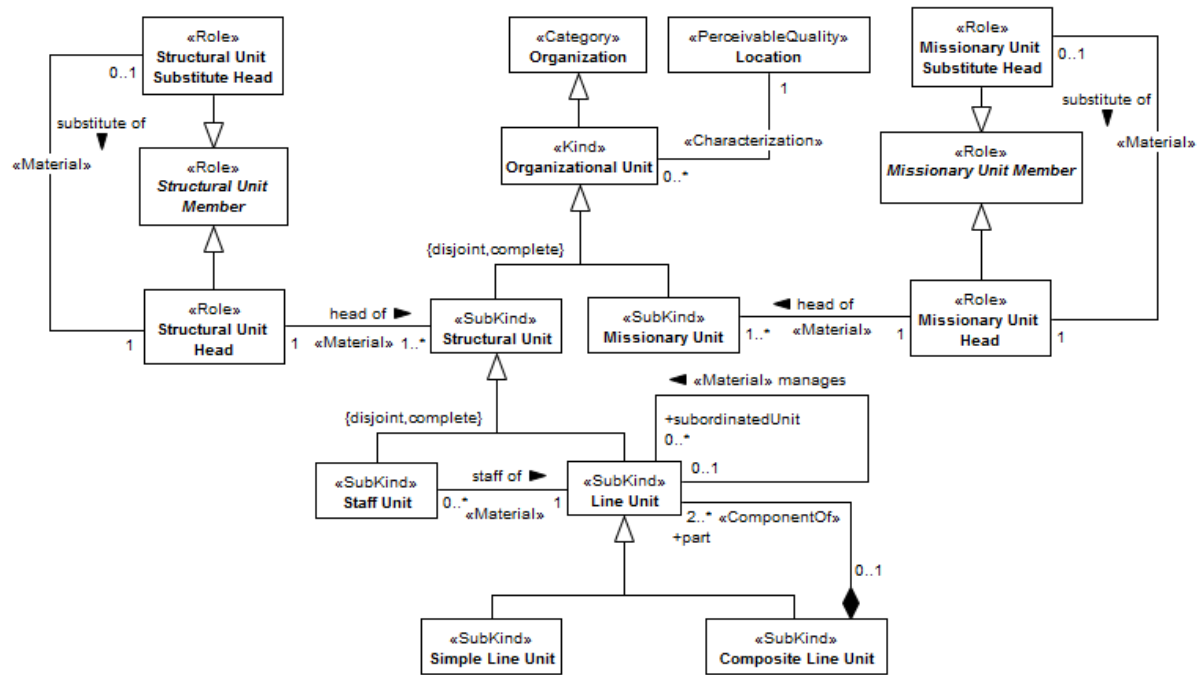 «Role»
Structural Unit
Substitute Head
0..1
substitute of
«Material»
«Role»
Structural Unit
Member
«Role»
Structural Unit
Head
1
1
head of
«Material»
1..*
«Category»
Organization
«PerceivableQuality»
Location
1
«Characterization»
«Kind»
Organizational Unit
0..*
{disjoint,complete}
«SubKind»
Structural Unit
«SubKind»
Missionary Unit
1..*
head of
«Material»
1
«Role»
Missionary Unit
Substitute Head
0..1
substitute of
«Material»
«Role»
Missionary Unit Member
«Role»
Missionary Unit
Head
1
{disjoint,complete}
«Material» manages
+subordinatedUnit
0..*
0..1
«SubKind»
Staff Unit
0..*
staff of
«Material»
1
«SubKind»
Line Unit
2..*
«ComponentOf»
+part
0..1
«SubKind»
Simple Line Unit
«SubKind»
Composite Line Unit